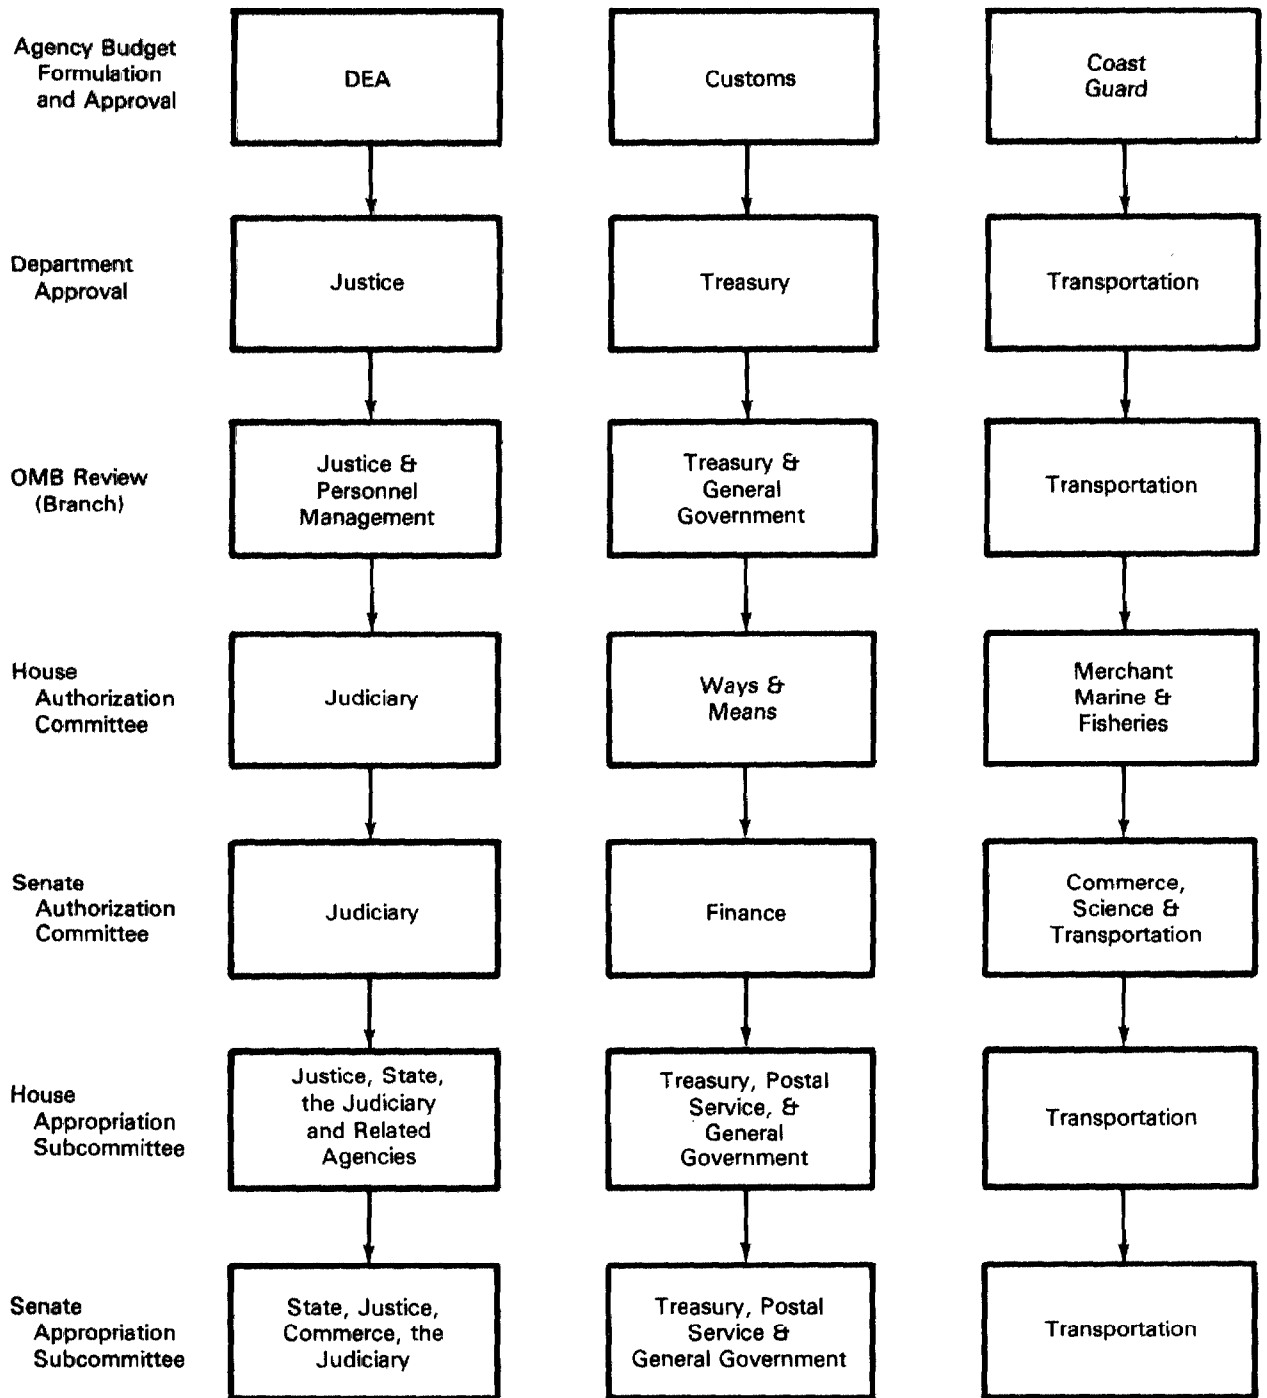 Agency Budget
Formulation
and Approval
DEA
Customs
Coast
Guard
Department
Approval
Justice
Treasury
Transportation
OMB Review
(Branch)
Justice &
Personnel
Management
Treasury &
General
Government
Transportation
House
Authorization
Committee
Judiciary
Ways &
Means
Merchant
Marine &
Fisheries
Senate
Authorization
Committee
Judiciary
Finance
Commerce,
Science &
Transportation
House
Appropriation
Subcommittee
Justice, State,
the Judiciary
and Related
Agencies
Treasury, Postal
Service, &
General
Government
Transportation
Senate
Appropriation
Subcommittee
State, Justice,
Commerce, the
Judiciary
Treasury, Postal
Service &
General Government
Transportation